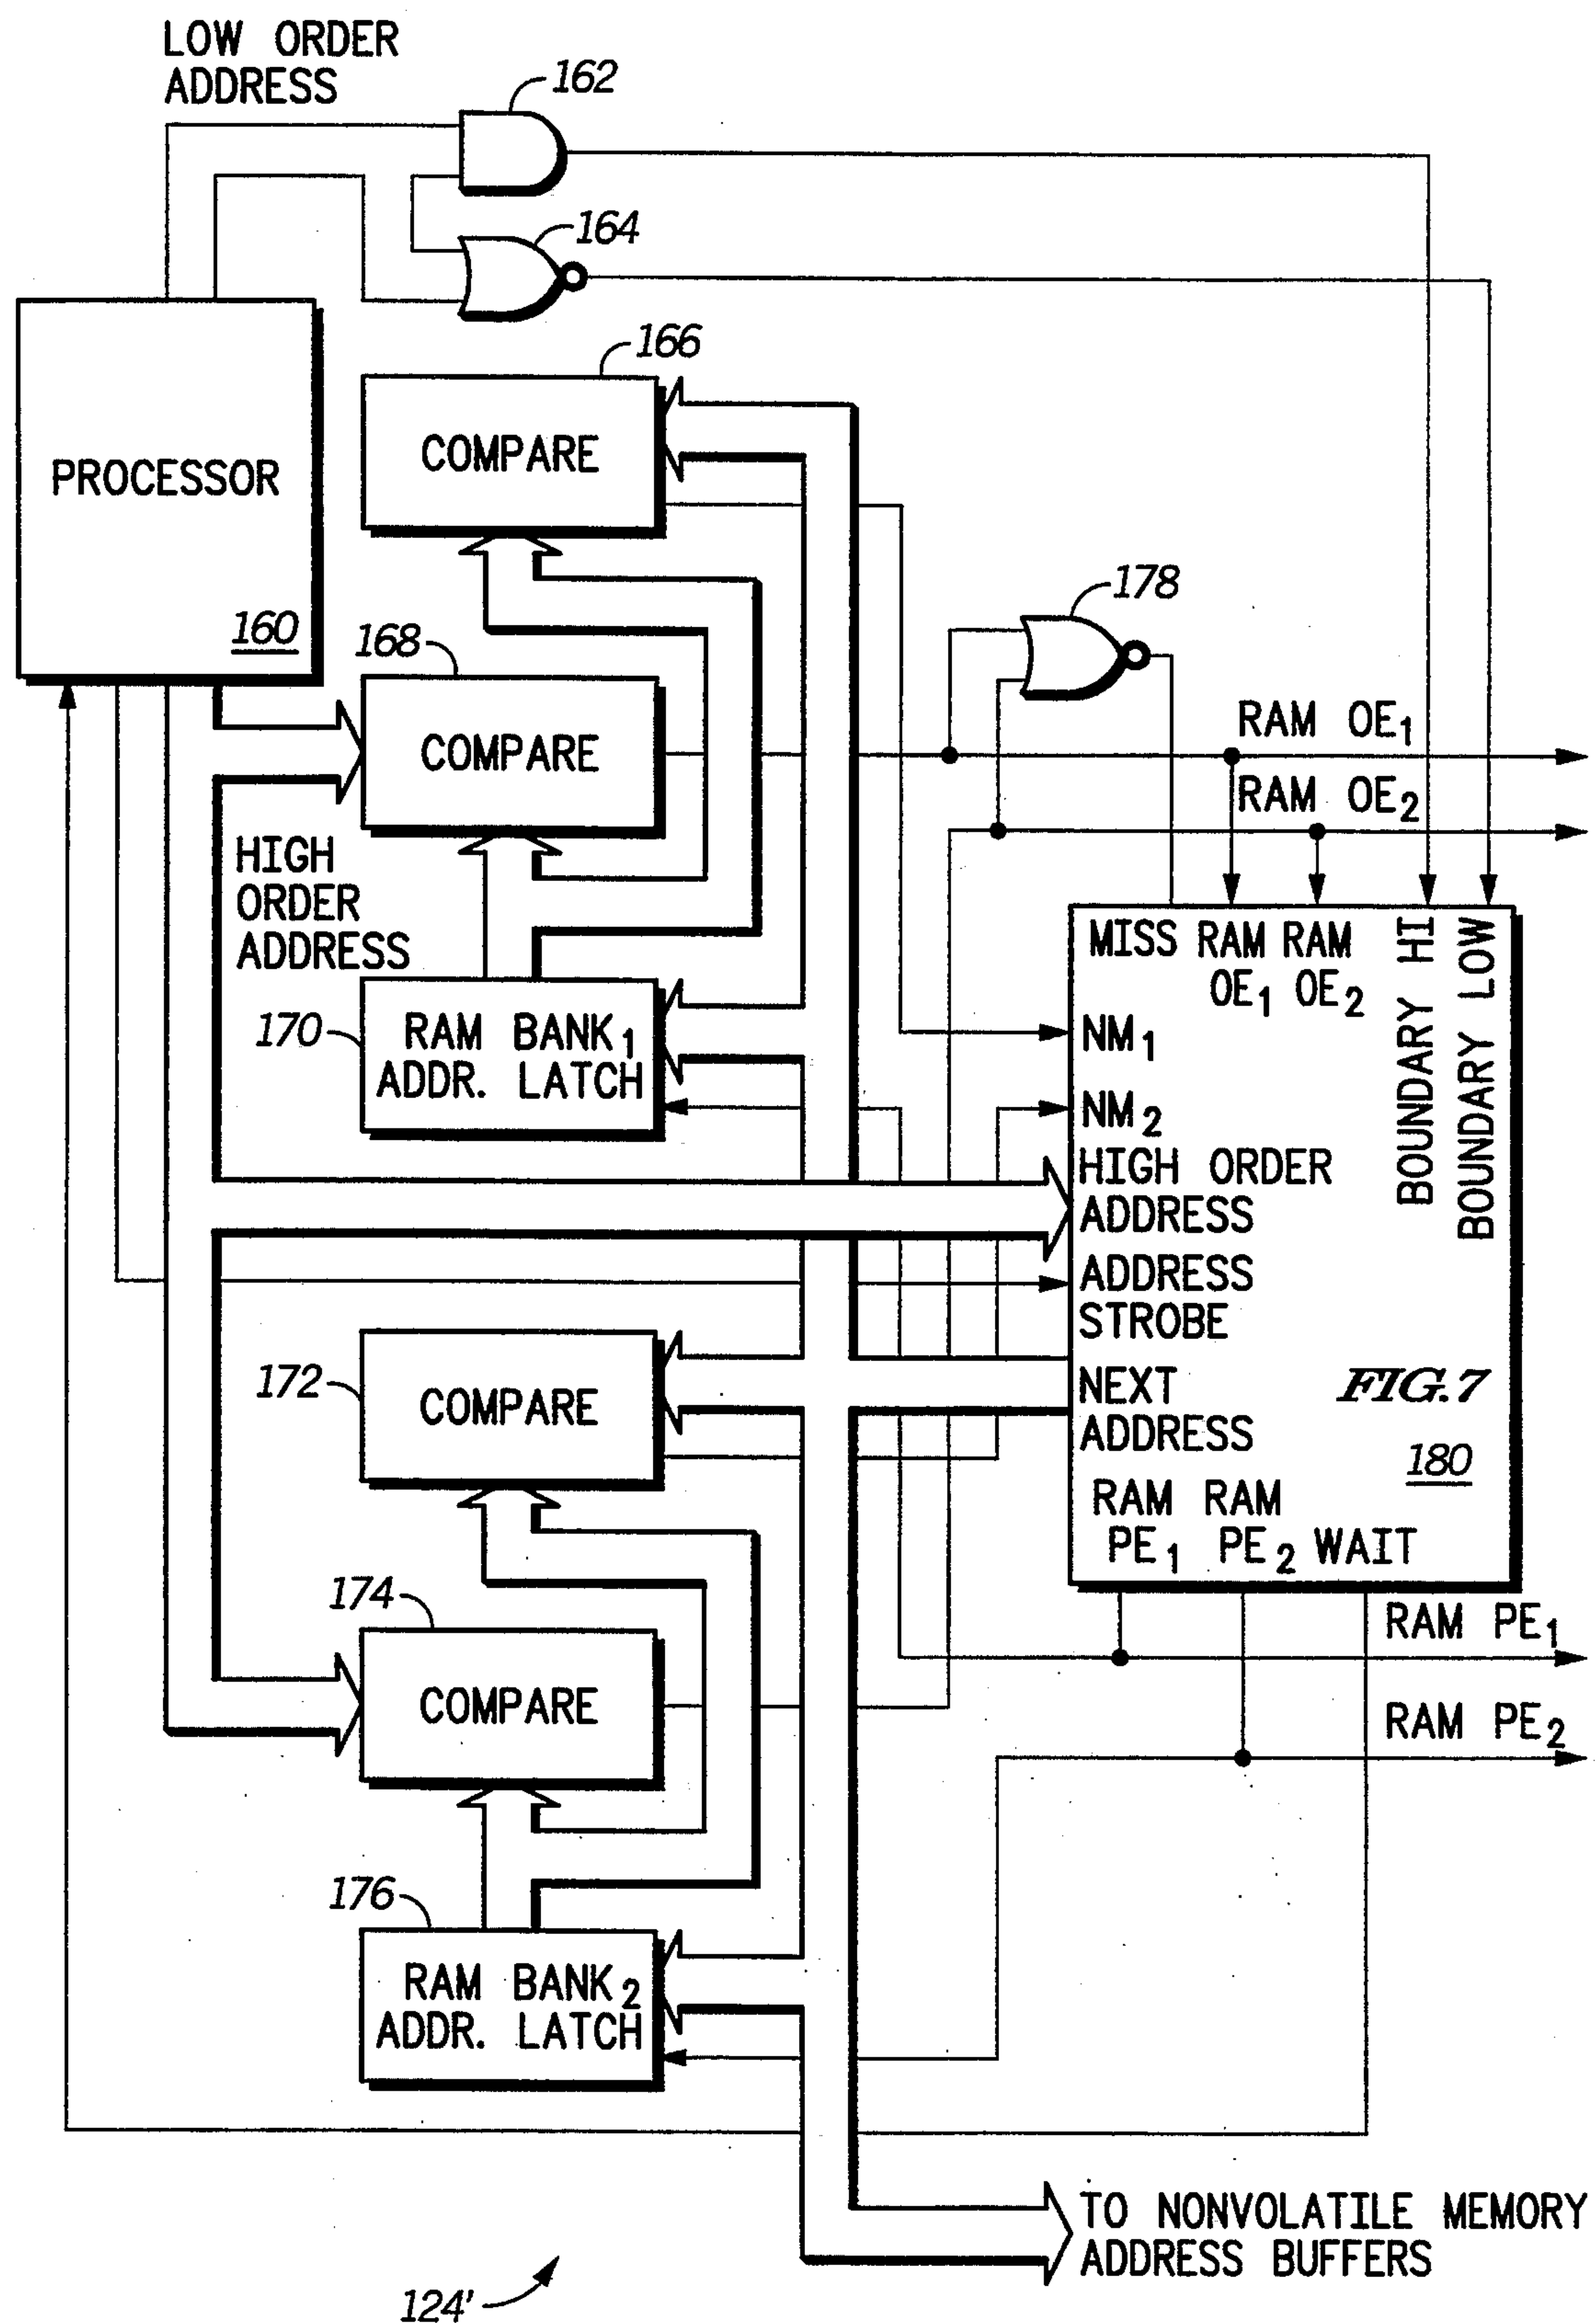 LOW ORDER
ADDRESS
162
164
166
COMPARE
PROCESSOR
160
178
168
COMPARE
RAM OE1
RAM OE2
HIGH
ORDER
ADDRESS
MISS RAM RAM
OE1 OE2
BOUNDARY HI
BOUNDARY LOW
170
RAM BANK1
ADDR. LATCH
NM1
NM2
HIGH ORDER
ADDRESS
ADDRESS
STROBE
172
COMPARE
NEXT
ADDRESS
FIG.7
180
RAM RAM
PE1 PE2 WAIT
174
COMPARE
RAM PE1
RAM PE2
176
RAM BANK2
ADDR. LATCH
TO NONVOLATILE MEMORY
ADDRESS BUFFERS
124'